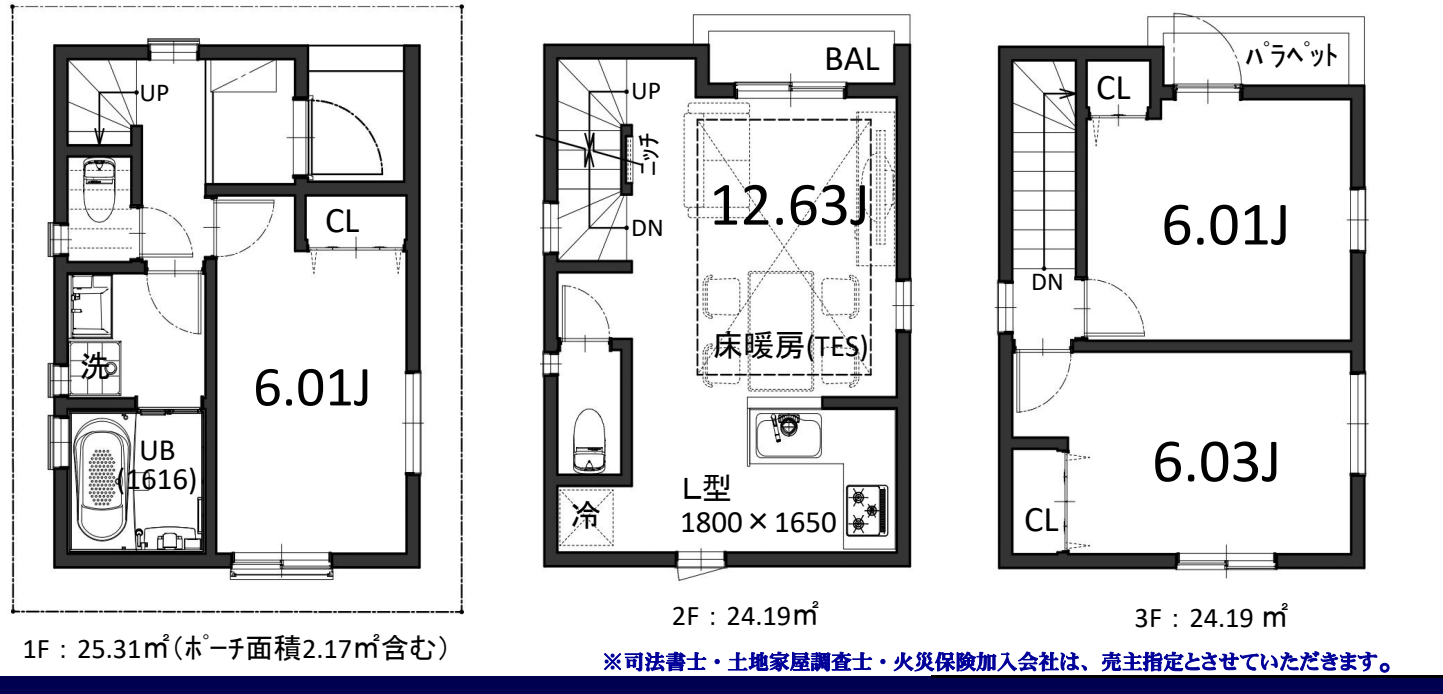 UP
CL
6.01J
洗
UB
(1616)
1F：25.31㎡（ﾎﾟｰﾁ面積2.17㎡含む）
BAL
UP
ニッチ
12.63J
DN
床暖房(TES)
L型
1800×1650
冷
2F：24.19㎡
ﾊﾟﾗﾍﾟｯﾄ
CL
6.01J
DN
6.03J
CL
3F：24.19 ㎡
※司法書士・土地家屋調査士・火災保険加入会社は、売主指定とさせていただきます。